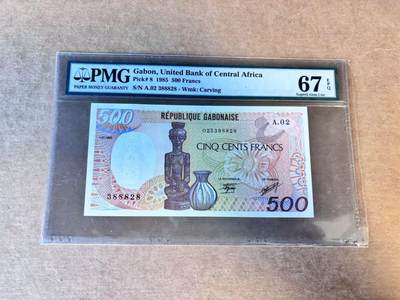 PMG
PAPER MONEY GUARANTY
Gabon, United Bank of Central Africa
Pick# 8 1985 500 Francs
S/N A.02 388828 - Wmk: Carving
67 EPQ
Superb Gem Unc
500
RÉPUBLIQUE GABONAISE
A.02
023388828
CINQ CENTS FRANCS
388828
500